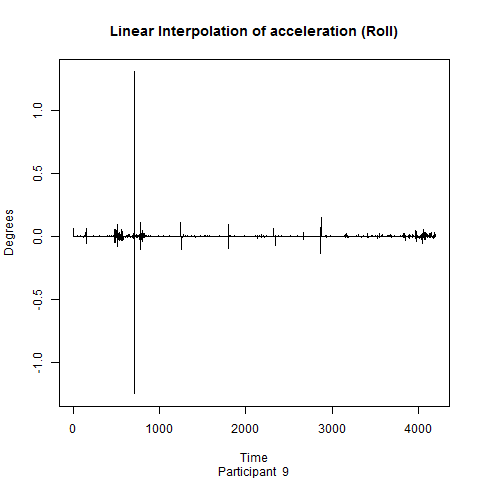 Linear Interpolation of acceleration (Roll)
Degrees
1.0
0.5
0.0
-0.5
-1.0
0 1000 2000 3000 4000
Time
Participant 9